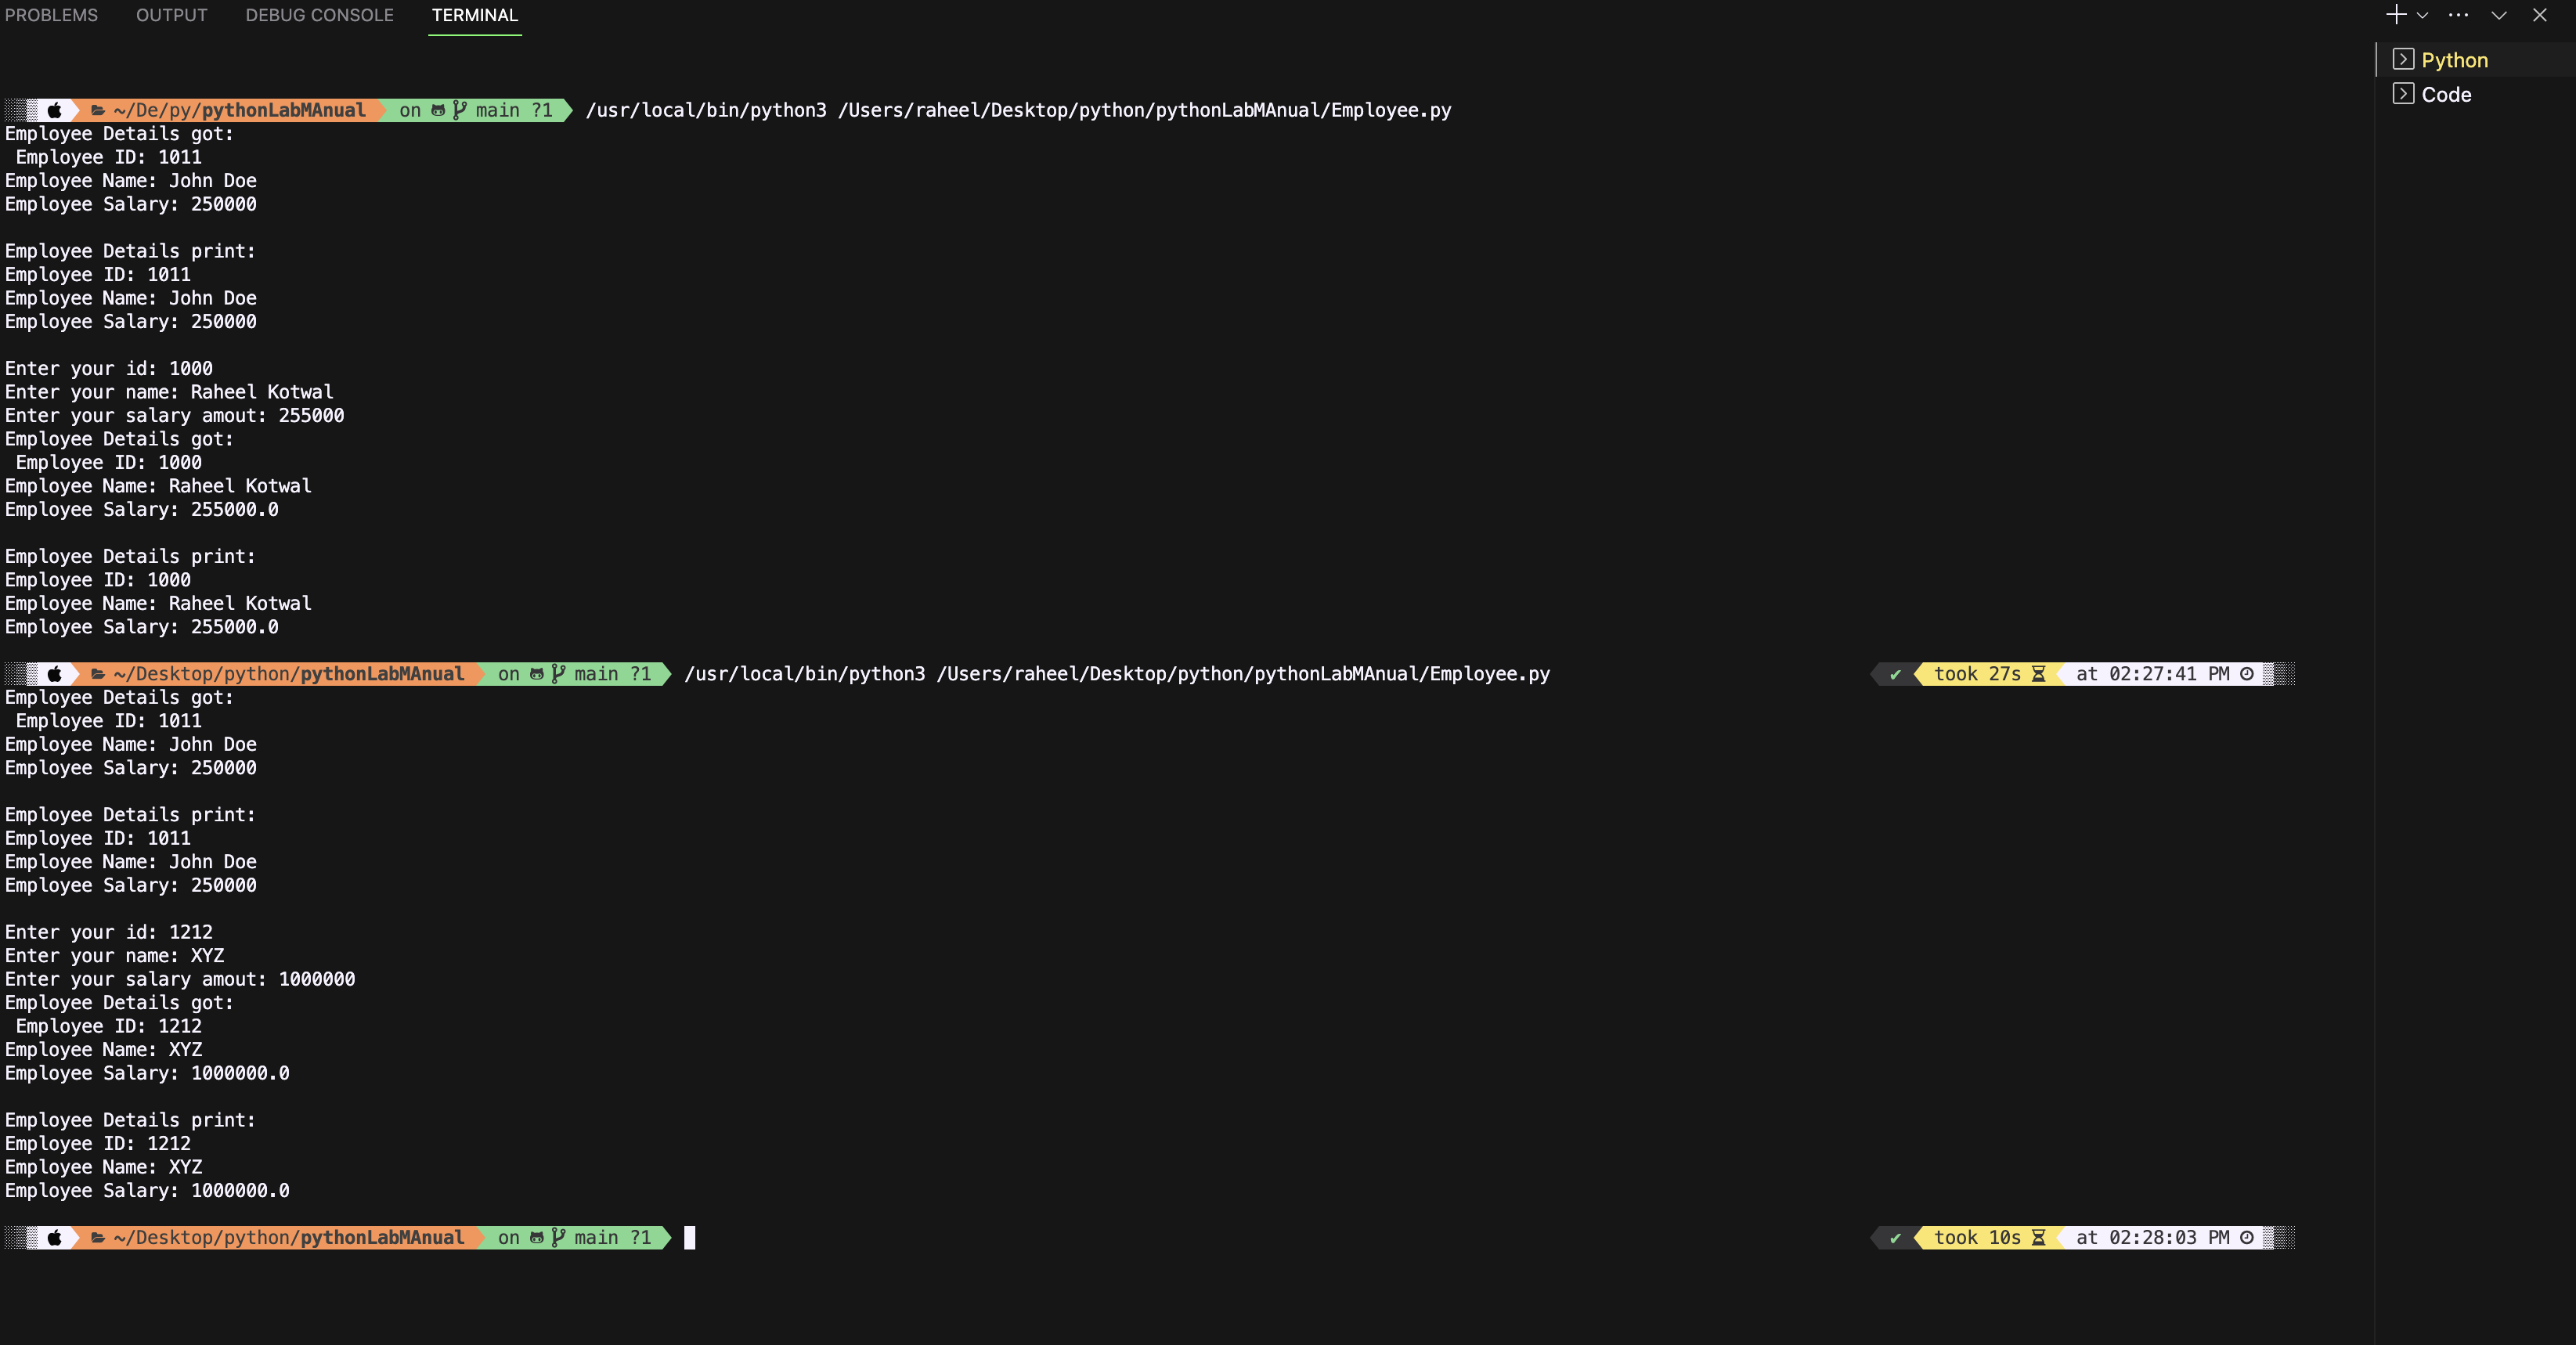 PROBLEMS OUTPUT DEBUG CONSOLE TERMINAL
Python
Code
~/De/py/pythonLabMAnual on main ?1 /usr/local/bin/python3 /Users/raheel/Desktop/python/pythonLabMAnual/Employee.py
Employee Details got:
Employee ID: 1011
Employee Name: John Doe
Employee Salary: 250000
Employee Details print:
Employee ID: 1011
Employee Name: John Doe
Employee Salary: 250000
Enter your id: 1000
Enter your name: Raheel Kotwal
Enter your salary amout: 255000
Employee Details got:
Employee ID: 1000
Employee Name: Raheel Kotwal
Employee Salary: 255000.0
Employee Details print:
Employee ID: 1000
Employee Name: Raheel Kotwal
Employee Salary: 255000.0
~/Desktop/python/pythonLabMAnual on main ?1 /usr/local/bin/python3 /Users/raheel/Desktop/python/pythonLabMAnual/Employee.py ✔ took 27s at 02:27:41 PM
Employee Details got:
Employee ID: 1011
Employee Name: John Doe
Employee Salary: 250000
Employee Details print:
Employee ID: 1011
Employee Name: John Doe
Employee Salary: 250000
Enter your id: 1212
Enter your name: XYZ
Enter your salary amout: 1000000
Employee Details got:
Employee ID: 1212
Employee Name: XYZ
Employee Salary: 1000000.0
Employee Details print:
Employee ID: 1212
Employee Name: XYZ
Employee Salary: 1000000.0
~/Desktop/python/pythonLabMAnual on main ?1 ✔ took 10s at 02:28:03 PM